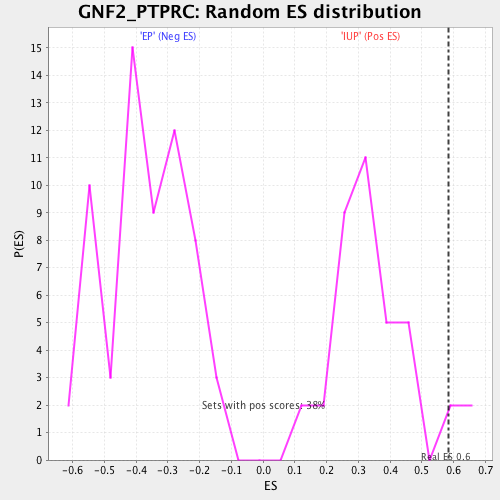 GNF2_PTPRC: Random ES distribution
'EP' (Neg ES) 'IUP' (Pos ES)
P(ES)
15
14
13
12
11
10
9
8
7
6
5
4
3
2
1
0
Sets with pos scores: 38%
Real ES 0.6
-0.6 -0.5 -0.4 -0.3 -0.2 -0.1 0.0 0.1 0.2 0.3 0.4 0.5 0.6 0.7
ES